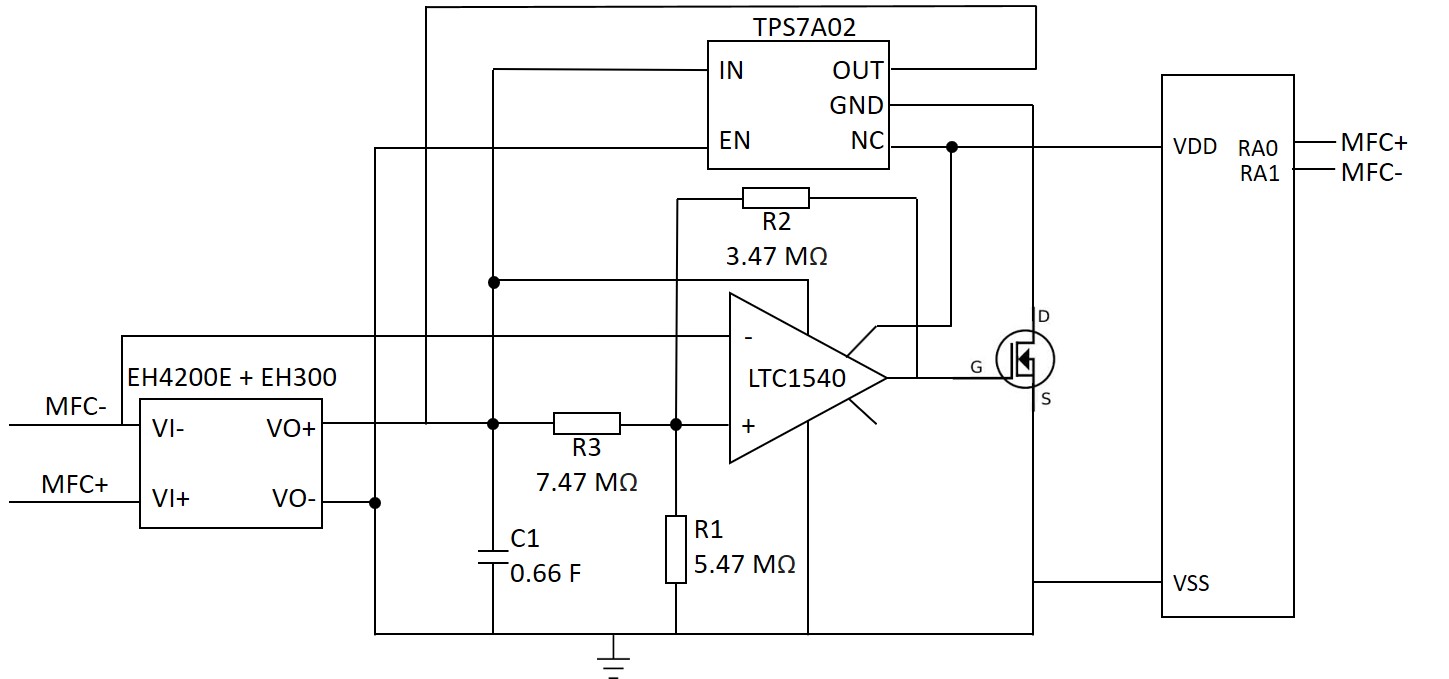 TPS7A02
IN OUT
GND
EN NC
VDD RA0 MFC+
RA1 MFC-
R2
3.47 MΩ
D
-
EH4200E + EH300 LTC1540 G
MFC- S
VI- VO+ +
R3
7.47 MΩ
MFC+ VI+ VO-
R1
C1 5.47 MΩ
0.66 F
VSS